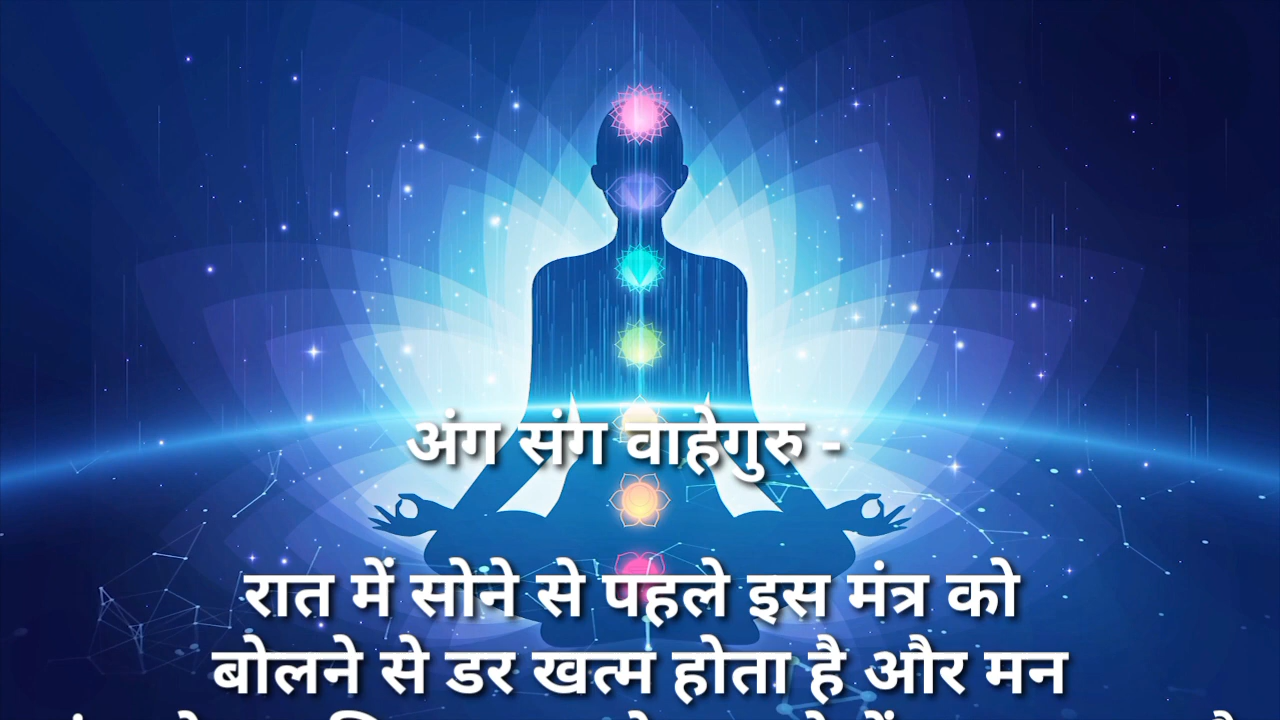 अंग संग वाहेगुरु -
रात में सोने से पहले इस मंत्र को
बोलने से डर खत्म होता है और मन